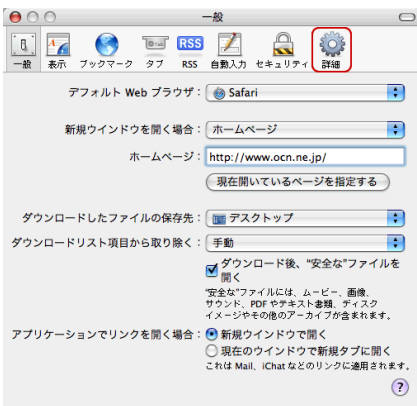 一般
一般 表示 ブックマーク タブ RSS 自動入力 セキュリティ 詳細
RSS
デフォルト Web ブラウザ： Safari
新規ウインドウを開く場合： ホームページ
ホームページ： http://www.ocn.ne.jp/
現在開いているページを指定する
ダウンロードしたファイルの保存先： デスクトップ
ダウンロードリスト項目から取り除く： 手動
ダウンロード後、“安全な”ファイルを
開く
“安全な”ファイルには、ムービー、画像、
サウンド、PDF やテキスト書類、ディスク
イメージやその他のアーカイブが含まれます。
アプリケーションでリンクを開く場合： 新規ウインドウで開く
現在のウインドウで新規タブに開く
これは Mail、iChat などのリンクに適用されます。
?